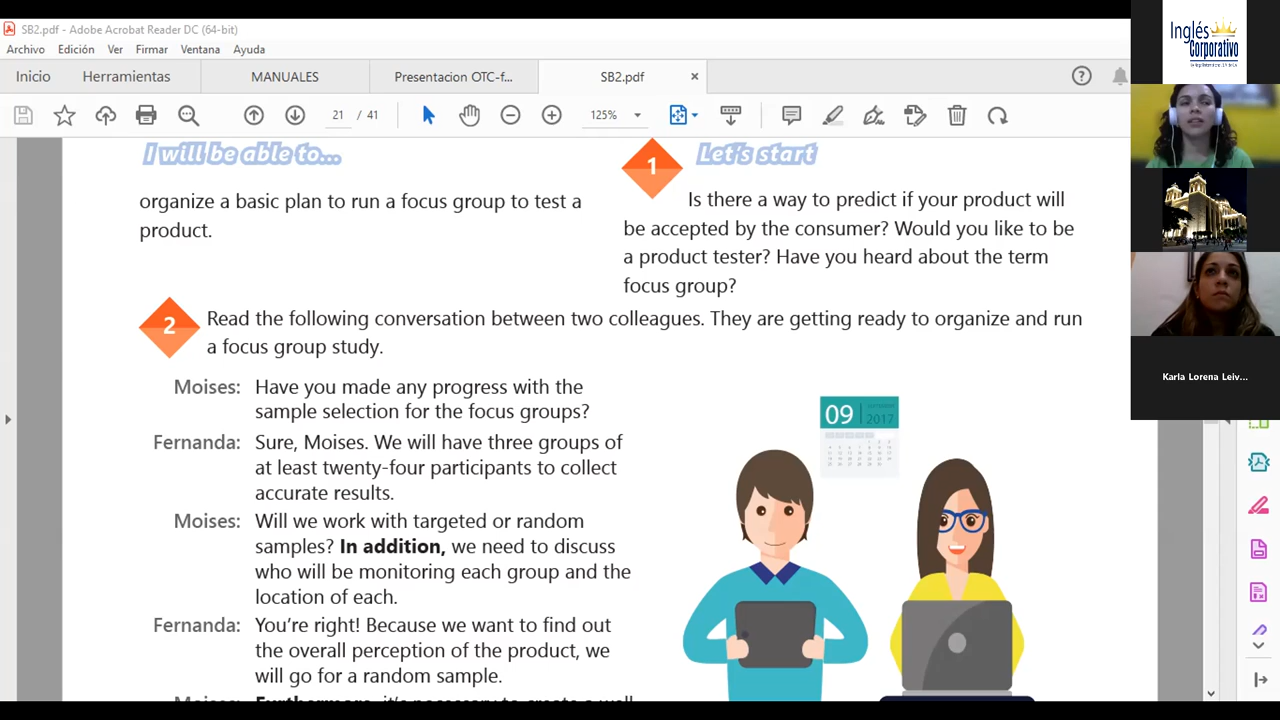 SB2.pdf - Adobe Acrobat Reader DC (64-bit)
Archivo Edición Ver Firmar Ventana Ayuda
Inicio Herramientas MANUALES Presentacion OTC-f... SB2.pdf
21 / 41 125%
I will be able to...
organize a basic plan to run a focus group to test a
product.
1 Let's start
Is there a way to predict if your product will
be accepted by the consumer? Would you like to be
a product tester? Have you heard about the term
focus group?
2 Read the following conversation between two colleagues. They are getting ready to organize and run
a focus group study.
Moises: Have you made any progress with the
sample selection for the focus groups?
Fernanda: Sure, Moises. We will have three groups of
at least twenty-four participants to collect
accurate results.
Moises: Will we work with targeted or random
samples? In addition, we need to discuss
who will be monitoring each group and the
location of each.
Fernanda: You're right! Because we want to find out
the overall perception of the product, we
will go for a random sample.
Moises: Furthermore, it's necessary to create a well
09 2017
Inglés
Corporativo
Karla Lorena Leiv...